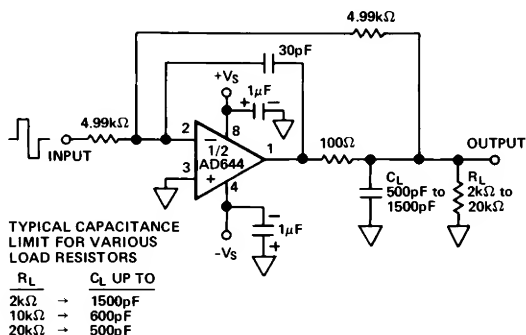 4.99kΩ
30pF
+VS
1μF
+ −
4.99kΩ
2
8
−
1/2
AD644
1
100Ω
OUTPUT
INPUT
3
+
4
CL
500pF to
1500pF
RL
2kΩ to
20kΩ
−
1μF
+
−VS
TYPICAL CAPACITANCE
LIMIT FOR VARIOUS
LOAD RESISTORS
RL CL UP TO
2kΩ → 1500pF
10kΩ → 600pF
20kΩ → 500pF